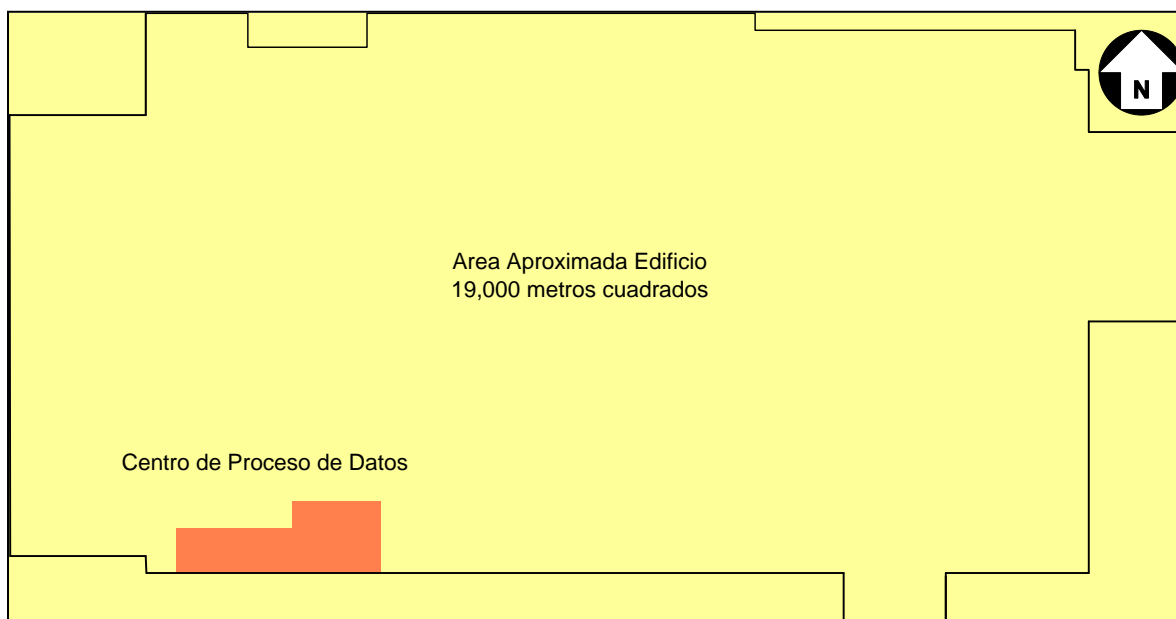 N
Area Aproximada Edificio
19,000 metros cuadrados
Centro de Proceso de Datos